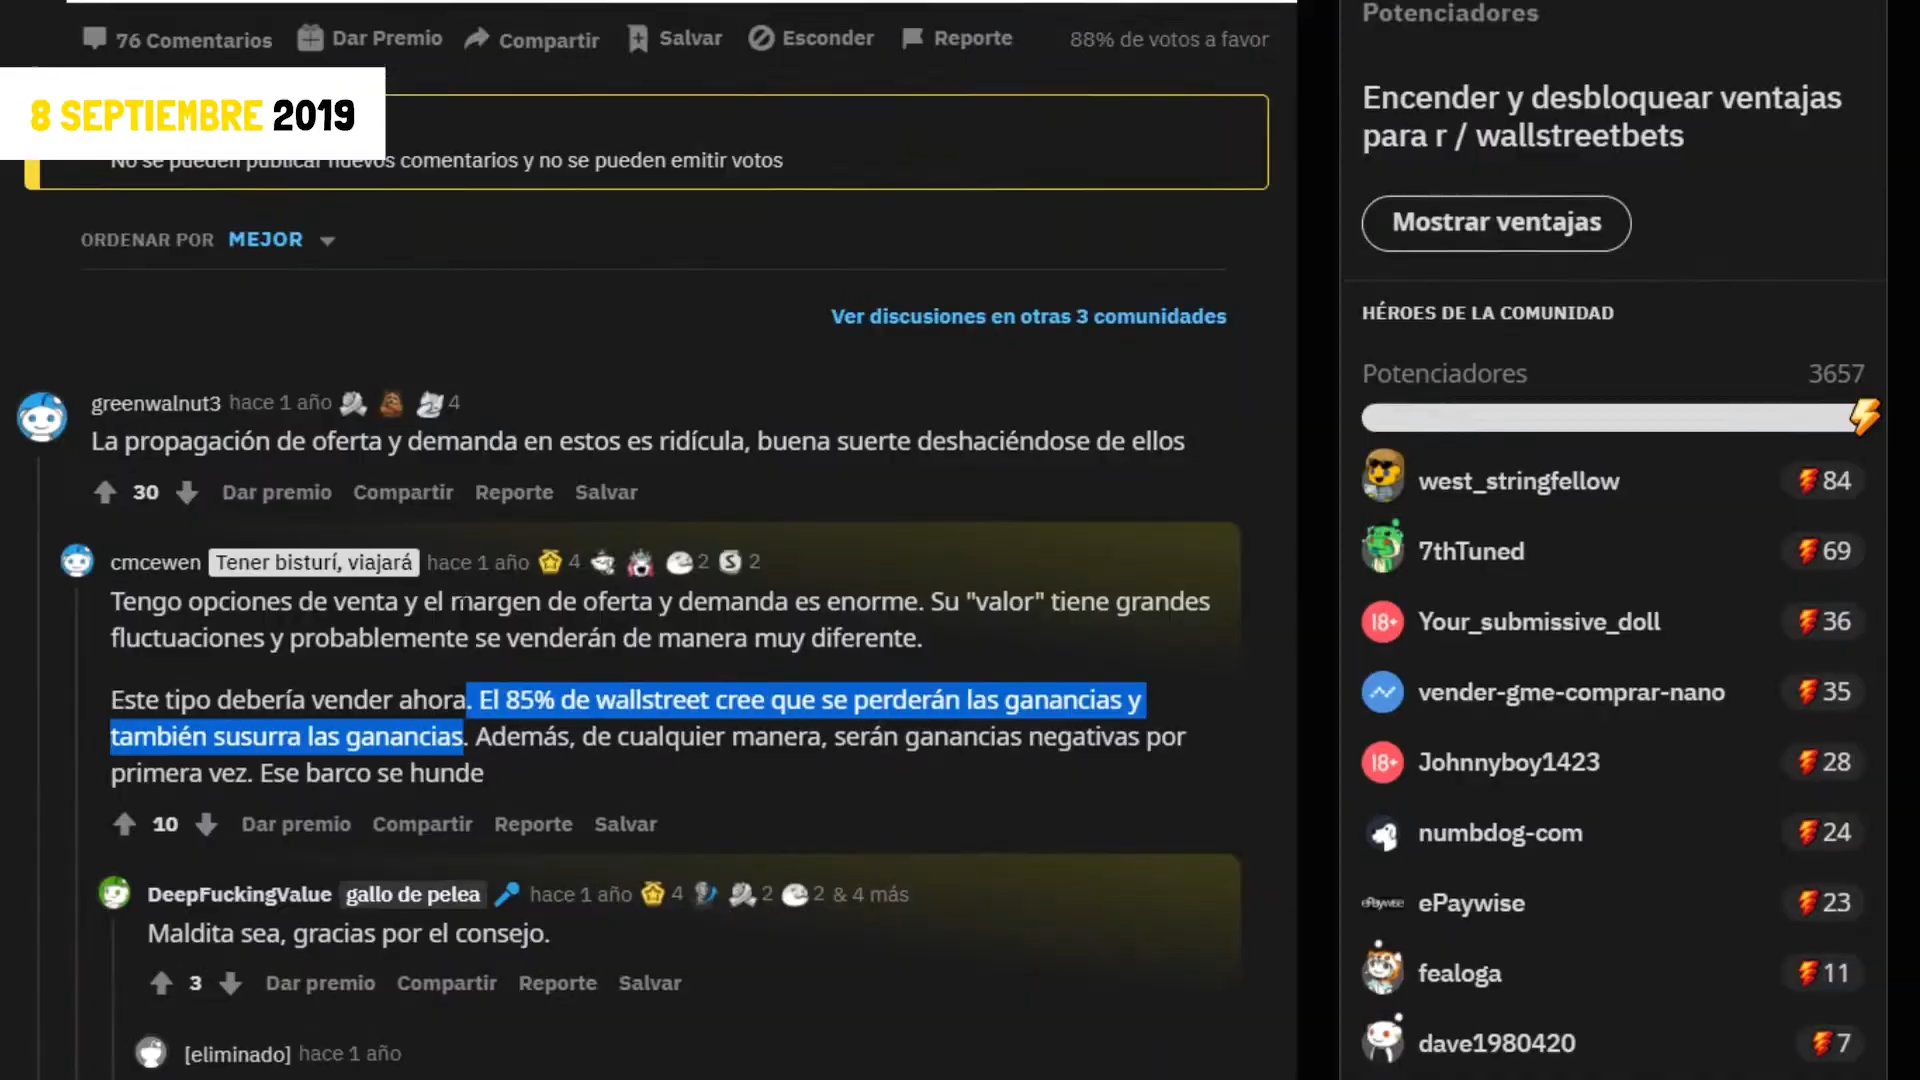 76 Comentarios Dar Premio Compartir Salvar Esconder Reporte 88% de votos a favor
8 SEPTIEMBRE 2019
No se pueden publicar nuevos comentarios y no se pueden emitir votos
ORDENAR POR MEJOR
Ver discusiones en otras 3 comunidades
greenwalnut3 hace 1 año 4
La propagación de oferta y demanda en estos es ridícula, buena suerte deshaciéndose de ellos
30 Dar premio Compartir Reporte Salvar
cmcewen Tener bisturí, viajará hace 1 año 4 2 S 2
Tengo opciones de venta y el margen de oferta y demanda es enorme. Su "valor" tiene grandes
fluctuaciones y probablemente se venderán de manera muy diferente.
Este tipo debería vender ahora. El 85% de wallstreet cree que se perderán las ganancias y
también susurra las ganancias. Además, de cualquier manera, serán ganancias negativas por
primera vez. Ese barco se hunde
10 Dar premio Compartir Reporte Salvar
DeepFuckingValue gallo de pelea hace 1 año 4 2 2 & 4 más
Maldita sea, gracias por el consejo.
3 Dar premio Compartir Reporte Salvar
[eliminado] hace 1 año
Potenciadores
Encender y desbloquear ventajas
para r / wallstreetbets
Mostrar ventajas
HÉROES DE LA COMUNIDAD
Potenciadores 3657
west_stringfellow 84
7thTuned 69
18+ Your_submissive_doll 36
vender-gme-comprar-nano 35
18+ Johnnyboy1423 28
numbdog-com 24
ePaywise ePaywise 23
fealoga 11
dave1980420 7